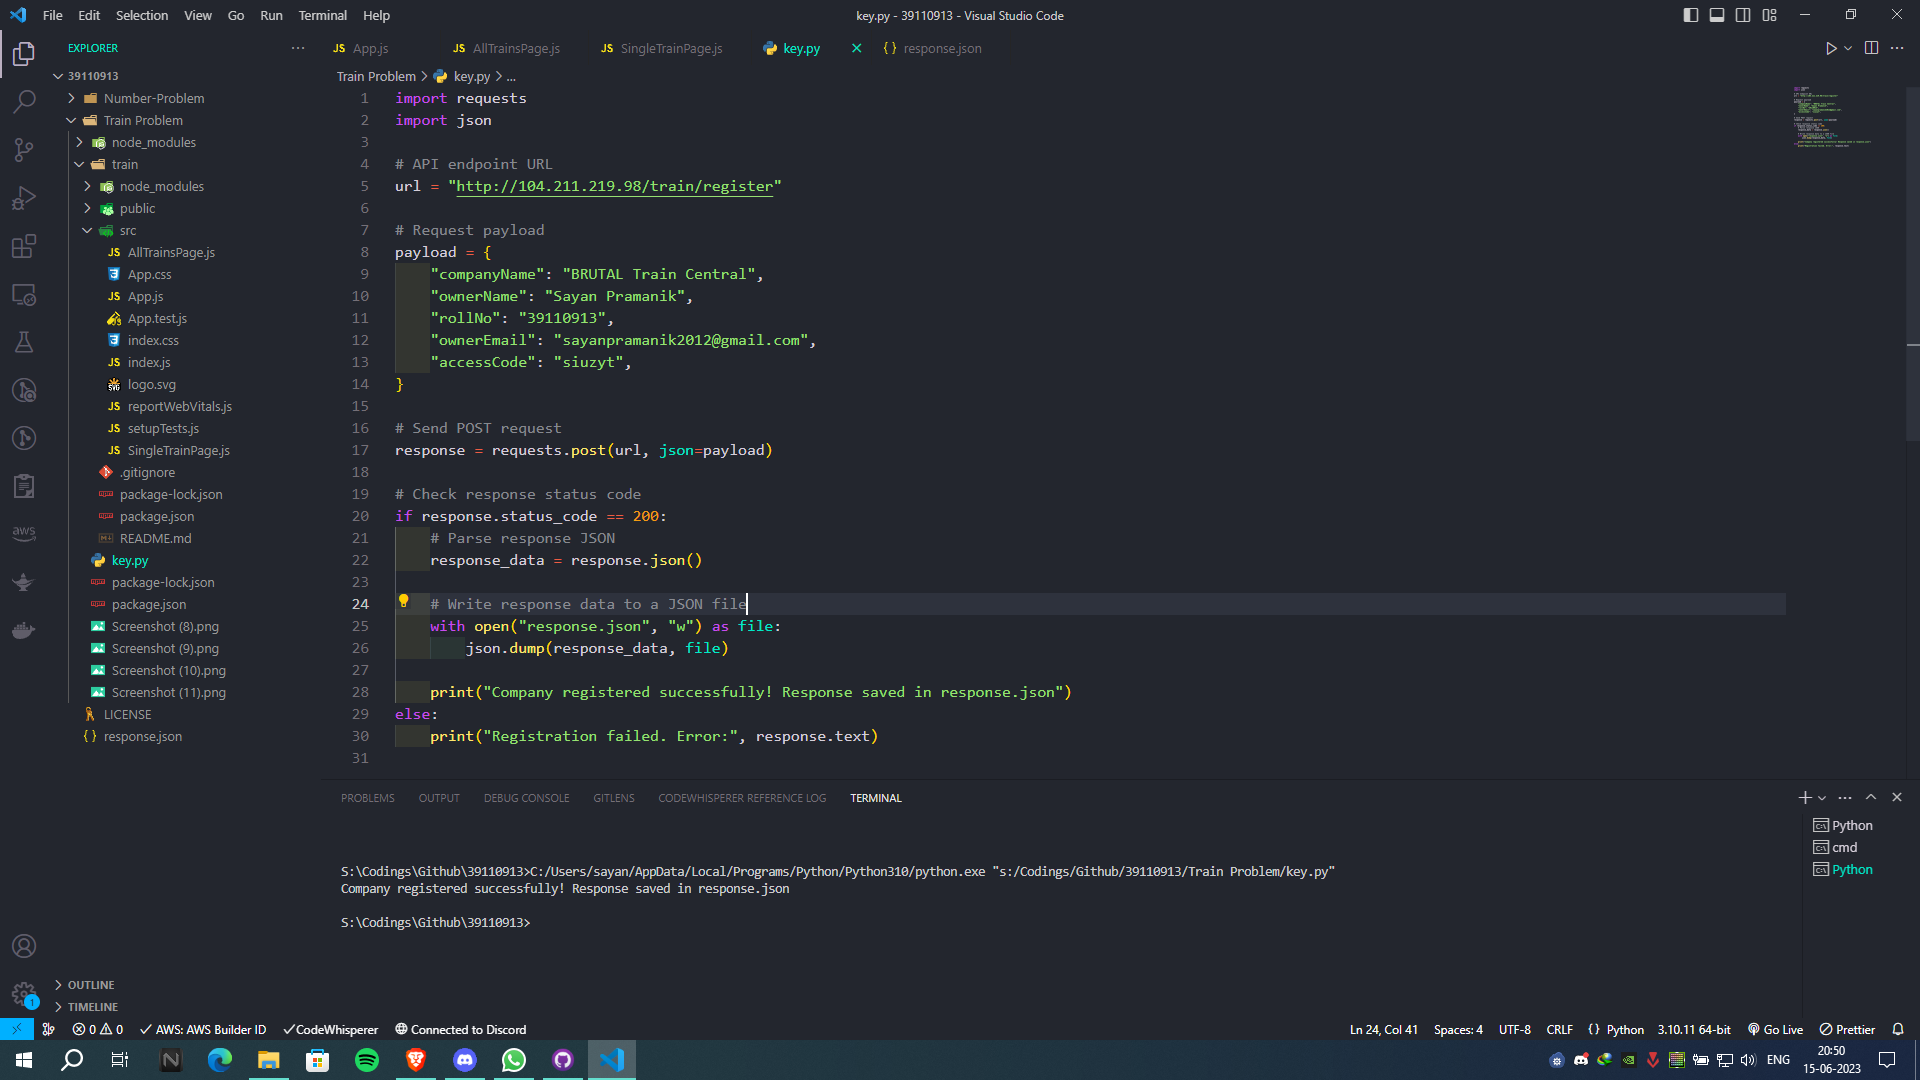 File Edit Selection View Go Run Terminal Help
key.py - 39110913 - Visual Studio Code
EXPLORER
JS App.js
JS AllTrainsPage.js
JS SingleTrainPage.js
key.py
{} response.json
39110913
Number-Problem
Train Problem
node_modules
train
node_modules
public
src
JS AllTrainsPage.js
App.css
JS App.js
App.test.js
index.css
JS index.js
logo.svg
JS reportWebVitals.js
JS setupTests.js
JS SingleTrainPage.js
.gitignore
package-lock.json
package.json
README.md
key.py
package-lock.json
package.json
Screenshot (8).png
Screenshot (9).png
Screenshot (10).png
Screenshot (11).png
LICENSE
{} response.json
OUTLINE
TIMELINE
aws
Train Problem > key.py > ...
1 import requests
2 import json
3
4 # API endpoint URL
5 url = "http://104.211.219.98/train/register"
6
7 # Request payload
8 payload = {
9 "companyName": "BRUTAL Train Central",
10 "ownerName": "Sayan Pramanik",
11 "rollNo": "39110913",
12 "ownerEmail": "sayanpramanik2012@gmail.com",
13 "accessCode": "siuzyt",
14 }
15
16 # Send POST request
17 response = requests.post(url, json=payload)
18
19 # Check response status code
20 if response.status_code == 200:
21 # Parse response JSON
22 response_data = response.json()
23
24 # Write response data to a JSON file
25 with open("response.json", "w") as file:
26 json.dump(response_data, file)
27
28 print("Company registered successfully! Response saved in response.json")
29 else:
30 print("Registration failed. Error:", response.text)
31
PROBLEMS OUTPUT DEBUG CONSOLE GITLENS CODEWHISPERER REFERENCE LOG TERMINAL
S:\Codings\Github\39110913>C:/Users/sayan/AppData/Local/Programs/Python/Python310/python.exe "s:/Codings/Github/39110913/Train Problem/key.py"
Company registered successfully! Response saved in response.json
S:\Codings\Github\39110913>
Python
cmd
Python
1
0 0 AWS: AWS Builder ID CodeWhisperer Connected to Discord
Ln 24, Col 41 Spaces: 4 UTF-8 CRLF {} Python 3.10.11 64-bit Go Live Prettier
ENG
20:50
15-06-2023